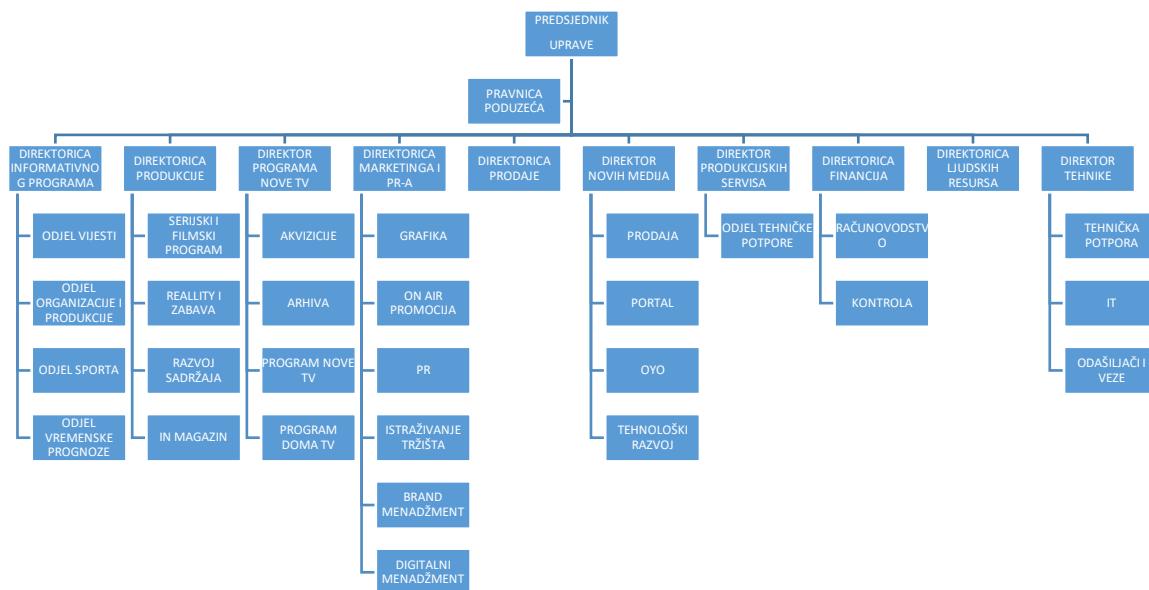 PREDSJEDNIK
UPRAVE
PRAVNICA
PODUZEĆA
DIREKTORICA
INFORMATIVNO
G PROGRAMA
DIREKTORICA
PRODUKCIJE
DIREKTOR
PROGRAMA
NOVE TV
DIREKTORICA
MARKETINGA I
PR-A
DIREKTORICA
PRODAJE
DIREKTOR
NOVIH MEDIJA
DIREKTOR
PRODUKCIJSKIH
SERVISA
DIREKTORICA
FINANCIJA
DIREKTORICA
LJUDSKIH
RESURSA
DIREKTOR
TEHNIKE
ODJEL VIJESTI
ODJEL
ORGANIZACIJE I
PRODUKCIJE
ODJEL SPORTA
ODJEL
VREMENSKE
PROGNOZE
SERIJSKI I
FILMSKI
PROGRAM
REALLITY I
ZABAVA
RAZVOJ
SADRŽAJA
IN MAGAZIN
AKVIZICIJE
ARHIVA
PROGRAM NOVE
TV
PROGRAM
DOMA TV
GRAFIKA
ON AIR
PROMOCIJA
PR
ISTRAŽIVANJE
TRŽIŠTA
BRAND
MENADŽMENT
DIGITALNI
MENADŽMENT
PRODAJA
PORTAL
OYO
TEHNOLOŠKI
RAZVOJ
ODJEL TEHNIČKE
POTPORE
RAČUNOVODSTV
O
KONTROLA
TEHNIČKA
POTPORA
IT
ODAŠILJAČI I
VEZE